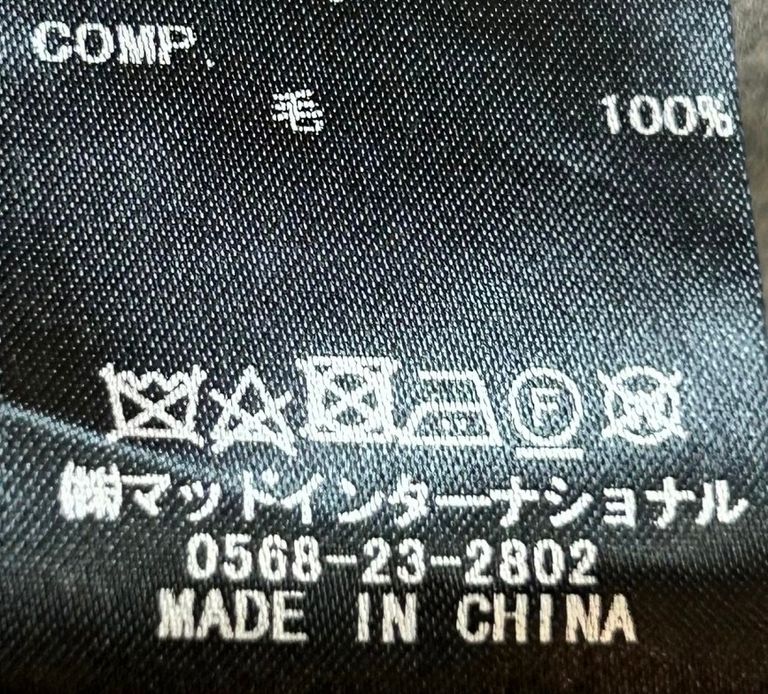 COMP.
毛 100%
F W
㈱マッドインターナショナル
0568-23-2802
MADE IN CHINA